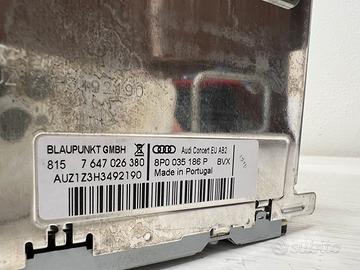 BLAUPUNKT GMBH
Audi Concert EU AB2
815 7 647 026 380
8P0 035 186 P BVX
AUZ1Z3H3492190
Made in Portugal
subito